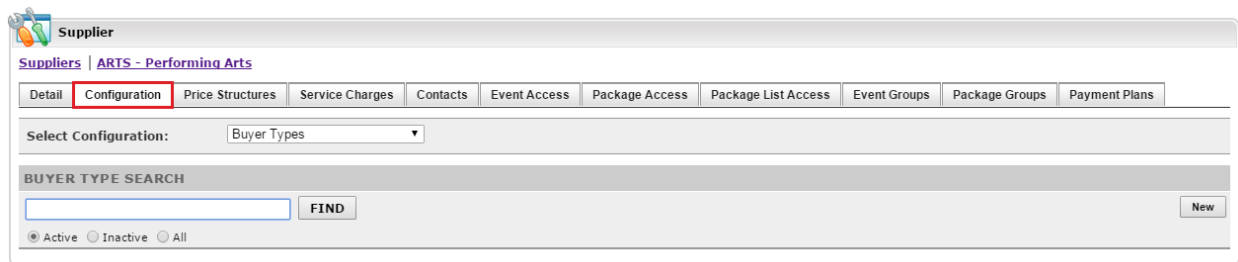 Supplier
Suppliers | ARTS - Performing Arts
Detail Configuration Price Structures Service Charges Contacts Event Access Package Access Package List Access Event Groups Package Groups Payment Plans
Select Configuration: Buyer Types
BUYER TYPE SEARCH
FIND New
Active Inactive All